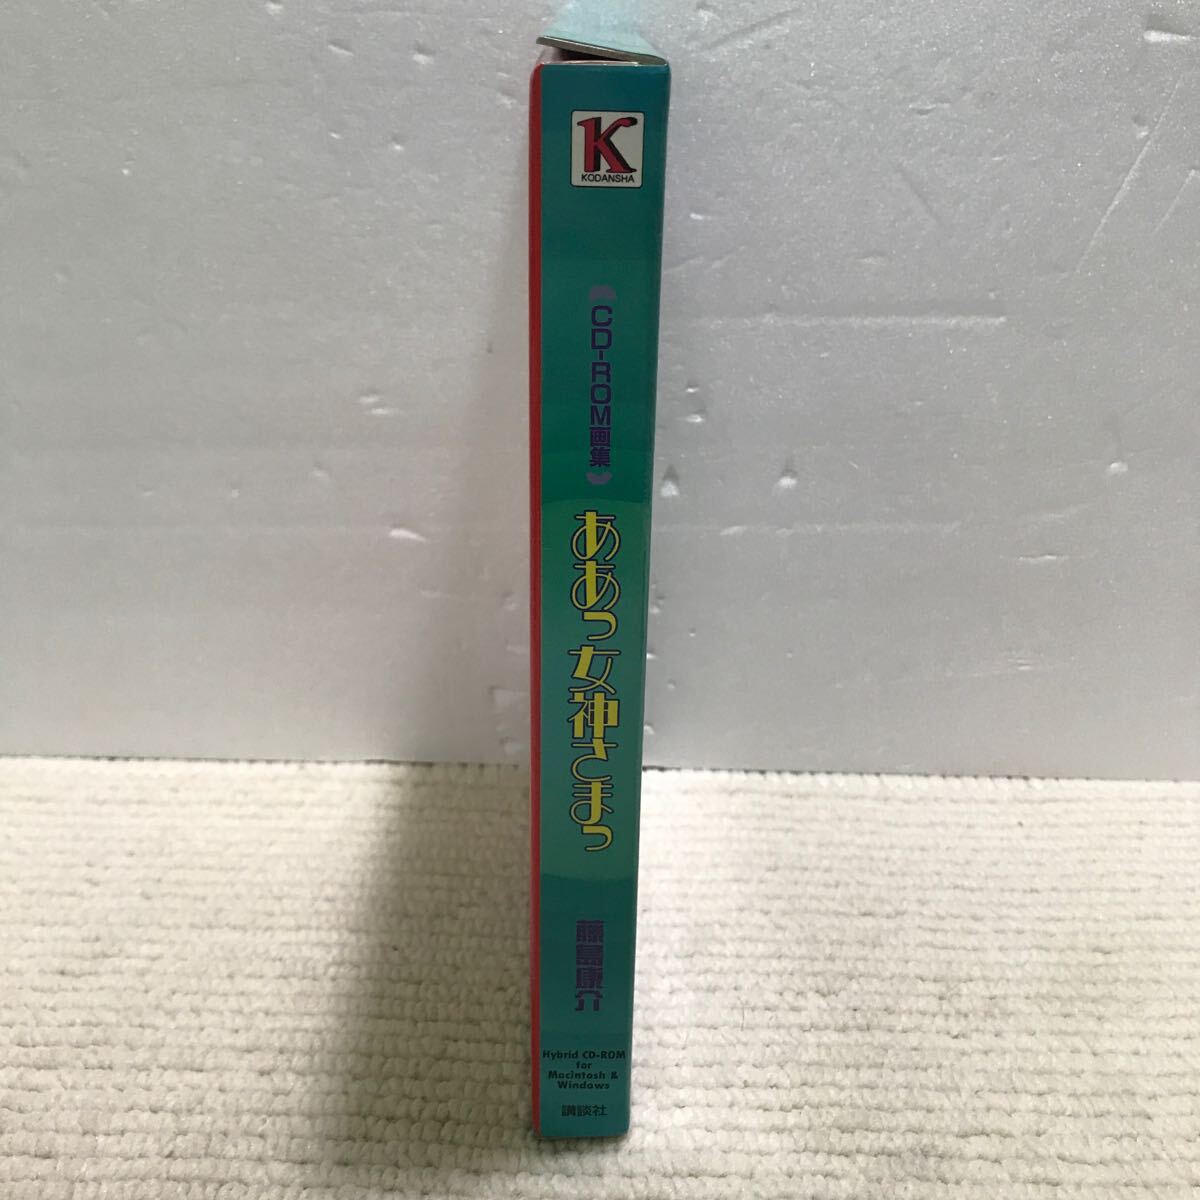 K
KODANSHA
【CD-ROM画集】
ああっ女神さまっ
藤島康介
Hybrid CD-ROM
for
Macintosh &
Windows
講談社